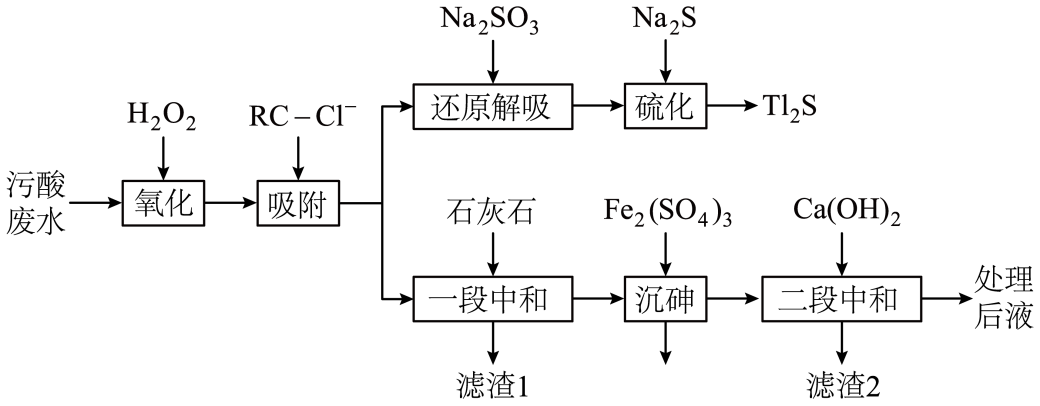 Na₂SO₃
Na₂S
还原解吸
硫化
Tl₂S
H₂O₂
RC－Cl⁻
污酸
废水
氧化
吸附
石灰石
Fe₂(SO₄)₃
Ca(OH)₂
一段中和
沉砷
二段中和
处理
后液
滤渣1
滤渣2